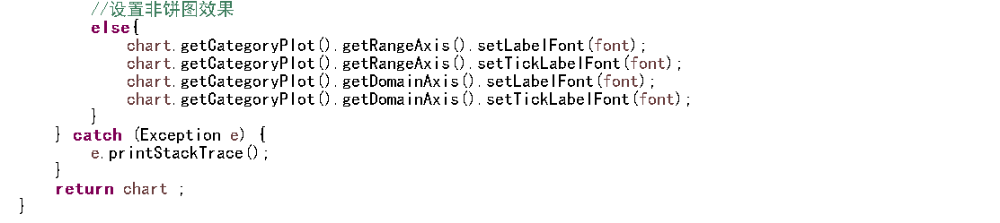 //设置非饼图效果
else{
chart.getCategoryPlot().getRangeAxis().setLabelFont(font);
chart.getCategoryPlot().getRangeAxis().setTickLabelFont(font);
chart.getCategoryPlot().getDomainAxis().setLabelFont(font);
chart.getCategoryPlot().getDomainAxis().setTickLabelFont(font);
}
} catch (Exception e) {
e.printStackTrace();
}
return chart ;
}